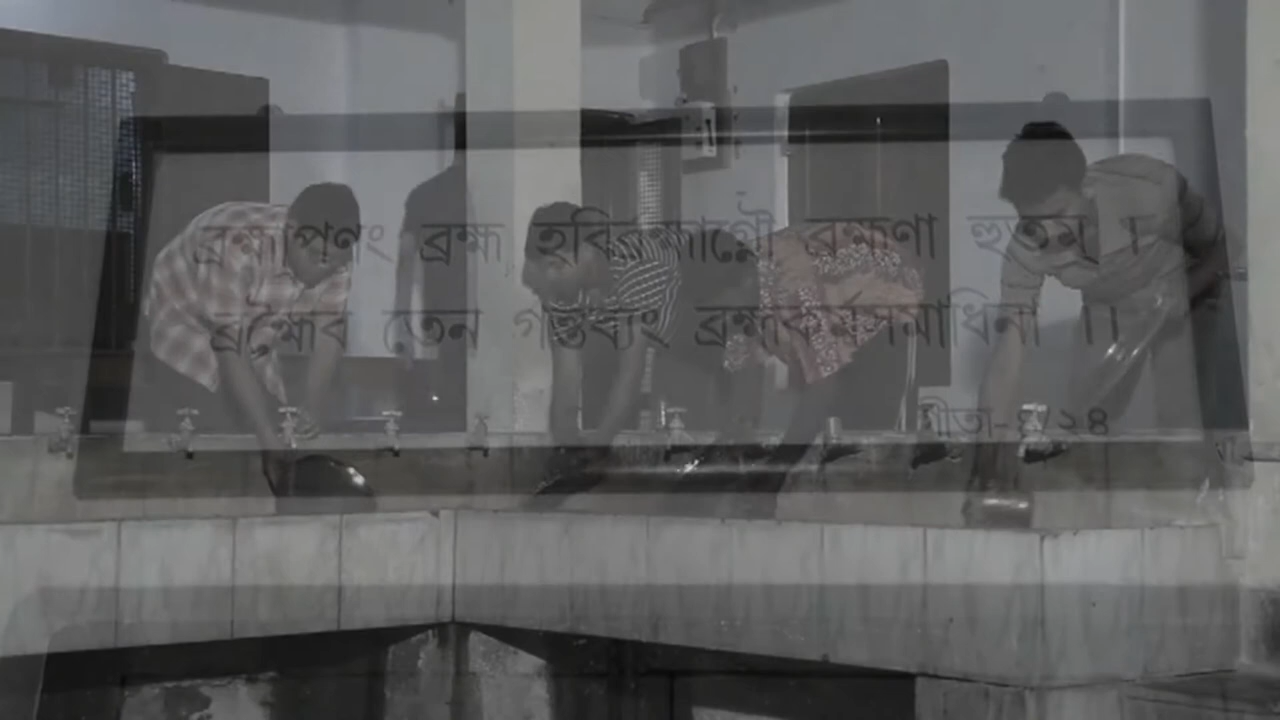 ব্রহ্মার্পণং ব্রহ্ম হবির্ব্রহ্মাগ্নৌ ব্রহ্মণা হুতম্ ।
ব্রহ্মৈব তেন গন্তব্যং ব্রহ্মকর্মসমাধিনা ।।
গীতা-৪/২৪